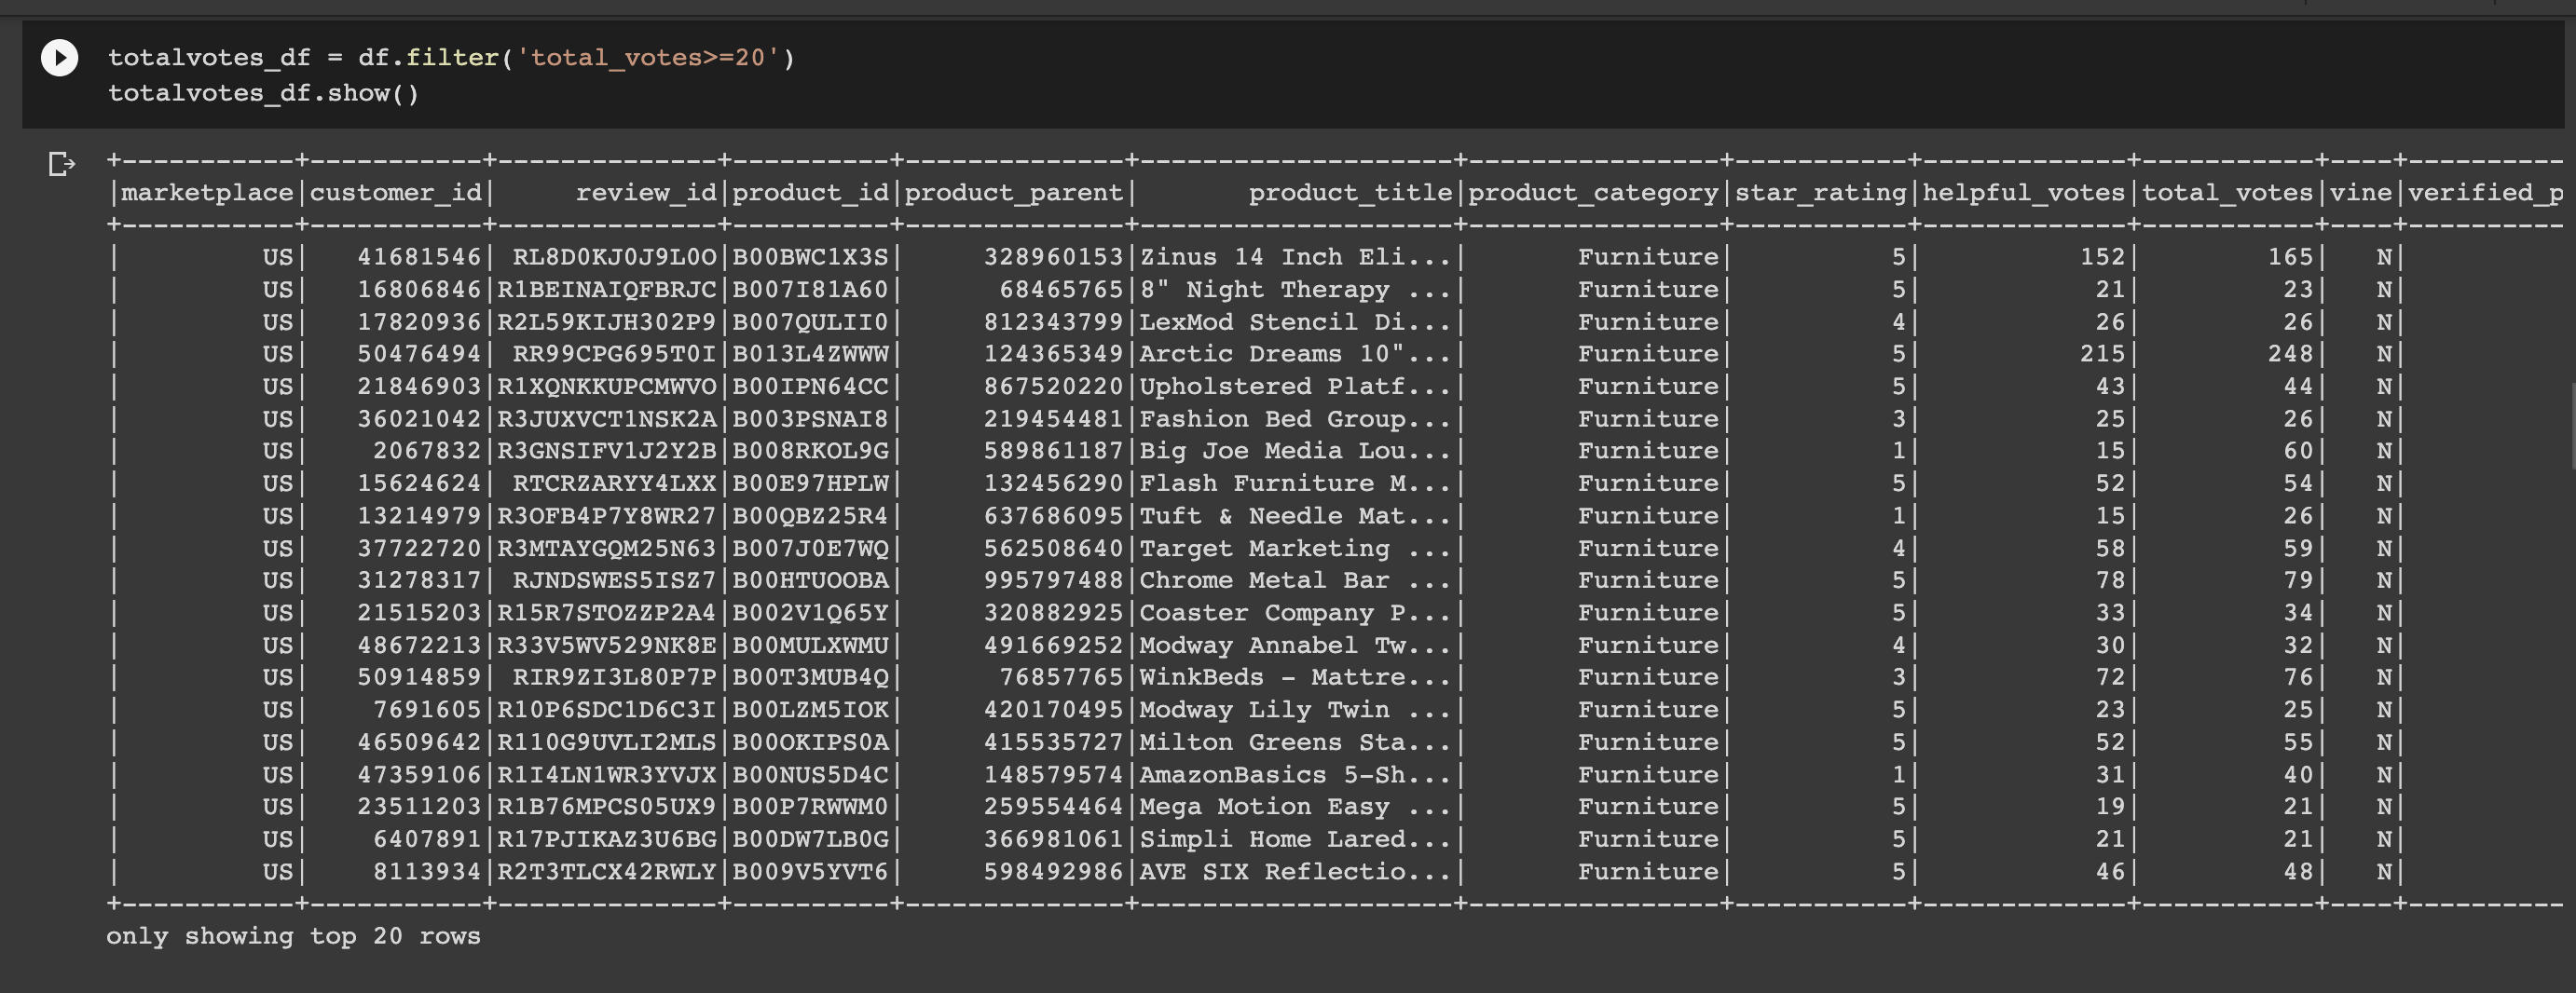 totalvotes_df = df.filter('total_votes>=20')
totalvotes_df.show()
+-----------+-----------+--------------+----------+--------------+--------------------+----------------+-----------+-------------+-----------+----+----------
|marketplace|customer_id|     review_id|product_id|product_parent|       product_title|product_category|star_rating|helpful_votes|total_votes|vine|verified_p
+-----------+-----------+--------------+----------+--------------+--------------------+----------------+-----------+-------------+-----------+----+----------
|         US|   41681546| RL8D0KJ0J9L0O|B00BWC1X3S|     328960153|Zinus 14 Inch Eli...|       Furniture|          5|          152|        165|   N|
|         US|   16806846|R1BEINAIQFBRJC|B007I81A60|      68465765|8" Night Therapy ...|       Furniture|          5|           21|         23|   N|
|         US|   17820936|R2L59KIJH302P9|B007QULII0|     812343799|LexMod Stencil Di...|       Furniture|          4|           26|         26|   N|
|         US|   50476494| RR99CPG695T0I|B013L4ZWWW|     124365349|Arctic Dreams 10"...|       Furniture|          5|          215|        248|   N|
|         US|   21846903|R1XQNKKUPCMWVO|B00IPN64CC|     867520220|Upholstered Platf...|       Furniture|          5|           43|         44|   N|
|         US|   36021042|R3JUXVCT1NSK2A|B003PSNAI8|     219454481|Fashion Bed Group...|       Furniture|          3|           25|         26|   N|
|         US|    2067832|R3GNSIFV1J2Y2B|B008RKOL9G|     589861187|Big Joe Media Lou...|       Furniture|          1|           15|         60|   N|
|         US|   15624624| RTCRZARYY4LXX|B00E97HPLW|     132456290|Flash Furniture M...|       Furniture|          5|           52|         54|   N|
|         US|   13214979|R3OFB4P7Y8WR27|B00QBZ25R4|     637686095|Tuft & Needle Mat...|       Furniture|          1|           15|         26|   N|
|         US|   37722720|R3MTAYGQM25N63|B007J0E7WQ|     562508640|Target Marketing ...|       Furniture|          4|           58|         59|   N|
|         US|   31278317| RJNDSWES5ISZ7|B00HTUOOBA|     995797488|Chrome Metal Bar ...|       Furniture|          5|           78|         79|   N|
|         US|   21515203|R15R7STOZZP2A4|B002V1Q65Y|     320882925|Coaster Company P...|       Furniture|          5|           33|         34|   N|
|         US|   48672213|R33V5WV529NK8E|B00MULXWMU|     491669252|Modway Annabel Tw...|       Furniture|          4|           30|         32|   N|
|         US|   50914859| RIR9ZI3L80P7P|B00T3MUB4Q|      76857765|WinkBeds - Mattre...|       Furniture|          3|           72|         76|   N|
|         US|    7691605|R10P6SDC1D6C3I|B00LZM5IOK|     420170495|Modway Lily Twin ...|       Furniture|          5|           23|         25|   N|
|         US|   46509642|R110G9UVLI2MLS|B00OKIPS0A|     415535727|Milton Greens Sta...|       Furniture|          5|           52|         55|   N|
|         US|   47359106|R1I4LN1WR3YVJX|B00NUS5D4C|     148579574|AmazonBasics 5-Sh...|       Furniture|          1|           31|         40|   N|
|         US|   23511203|R1B76MPCS05UX9|B00P7RWWM0|     259554464|Mega Motion Easy ...|       Furniture|          5|           19|         21|   N|
|         US|    6407891|R17PJIKAZ3U6BG|B00DW7LB0G|     366981061|Simpli Home Lared...|       Furniture|          5|           21|         21|   N|
|         US|    8113934|R2T3TLCX42RWLY|B009V5YVT6|     598492986|AVE SIX Reflectio...|       Furniture|          5|           46|         48|   N|
+-----------+-----------+--------------+----------+--------------+--------------------+----------------+-----------+-------------+-----------+----+----------
only showing top 20 rows